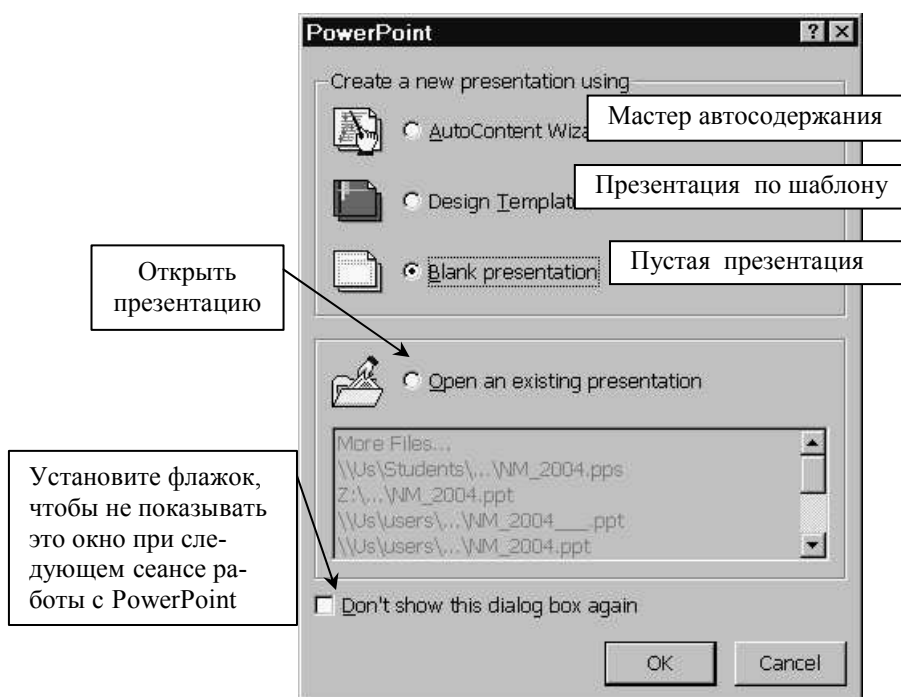 PowerPoint
Create a new presentation using
AutoContent Wiza
Мастер автосодержания
Design Templat
Презентация по шаблону
Blank presentation
Пустая презентация
Открыть
презентацию
Open an existing presentation
More Files...
\\Us\Students\...\NM_2004.pps
Z:\...\NM_2004.ppt
\\Us\users\...\NM_2004___.ppt
\\Us\users\...\NM_2004.ppt
Установите флажок,
чтобы не показывать
это окно при сле-
дующем сеансе ра-
боты с PowerPoint
Don't show this dialog box again
OK
Cancel